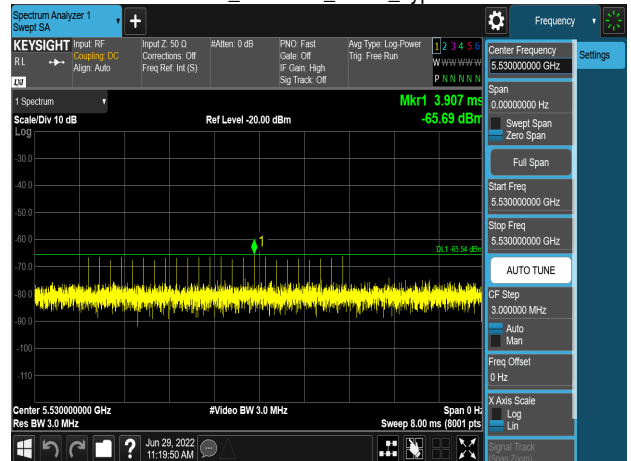 Spectrum Analyzer 1
Swept SA
Frequency
KEYSIGHT
Input: RF
Input Z: 50 Ω
#Atten: 0 dB
PNO: Fast
Avg Type: Log-Power
1 2 3 4 5 6
R L
Coupling: DC
Corrections: Off
Gate: Off
Trig: Free Run
W W W W W W
Align: Auto
Freq Ref: Int (S)
IF Gain: High
Sig Track: Off
P N N N N N
LXI
Center Frequency
5.530000000 GHz
Settings
1 Spectrum
Mkr1 3.907 ms
Scale/Div 10 dB
Ref Level -20.00 dBm
-65.69 dBm
Log
-30.0
-40.0
-50.0
-60.0
-70.0
-80.0
-90.0
-100
-110
1
DL1 -65.54 dBm
Span
0.00000000 Hz
Swept Span
Zero Span
Full Span
Start Freq
5.530000000 GHz
Stop Freq
5.530000000 GHz
AUTO TUNE
CF Step
3.000000 MHz
Auto
Man
Freq Offset
0 Hz
X Axis Scale
Log
Lin
Signal Track
(Span Zoom)
Center 5.530000000 GHz
#Video BW 3.0 MHz
Span 0 Hz
Res BW 3.0 MHz
Sweep 8.00 ms (8001 pts)
Jun 29, 2022
11:19:50 AM